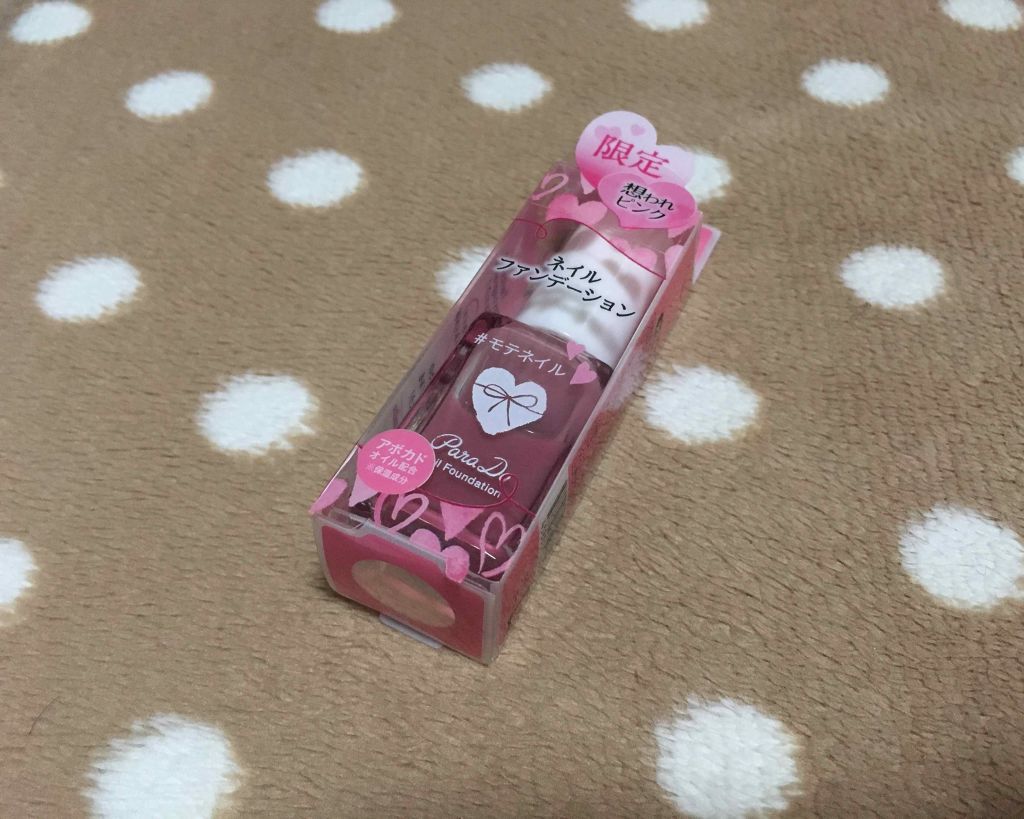 限定
想われ
ピンク
ネイル
ファンデーション
#モテネイル
Para Do
il Foundation
アボカド
オイル配合
※保湿成分